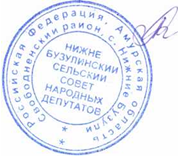 Российская Федерация, Амурская область
Свободненский район, с. Нижние Бузули
НИЖНЕ
БУЗУЛИНСКИЙ
СЕЛЬСКИЙ
СОВЕТ
НАРОДНЫХ
ДЕПУТАТОВ